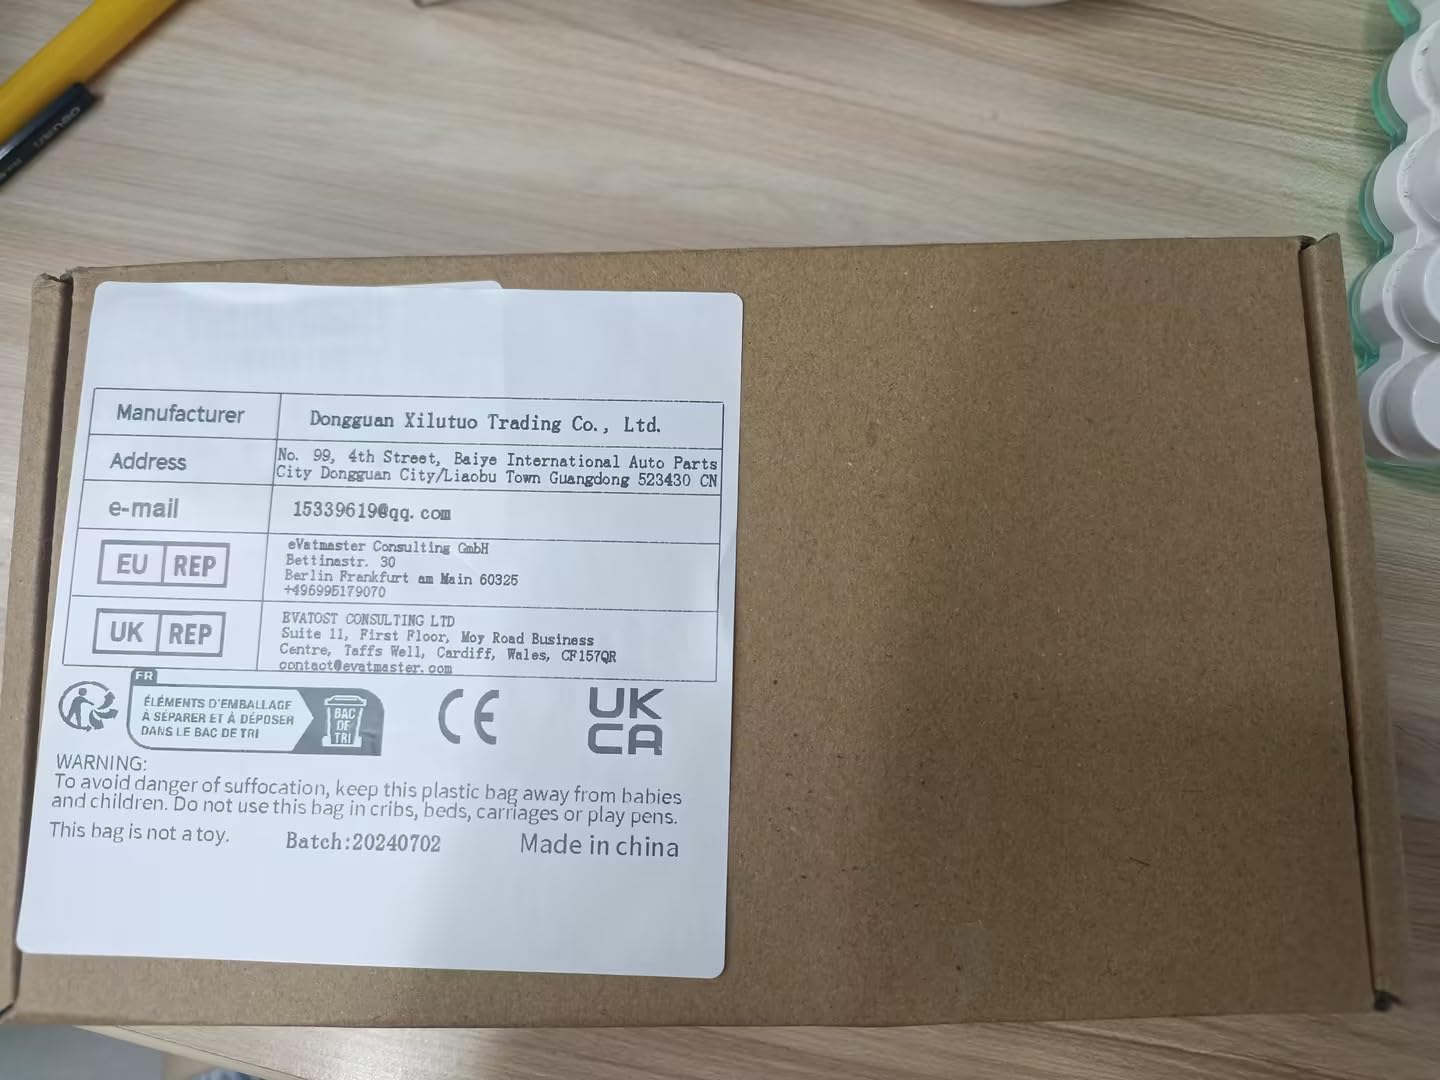 Manufacturer
Dongguan Xilutuo Trading Co., Ltd.
Address
No. 99, 4th Street, Baiye International Auto Parts
City Dongguan City/Liaobu Town Guangdong 523430 CN
e-mail
15339619@qq.com
EU REP
eVatmaster Consulting GmbH
Bettinastr. 30
Berlin Frankfurt am Main 60325
+496995179070
UK REP
EVATOST CONSULTING LTD
Suite 11, First Floor, Moy Road Business
Centre, Taffs Well, Cardiff, Wales, CF157QR
contact@evatmaster.com
FR
ÉLÉMENTS D'EMBALLAGE
À SÉPARER ET À DÉPOSER
DANS LE BAC DE TRI
BAC
DE
TRI
CE
UK
CA
WARNING:
To avoid danger of suffocation, keep this plastic bag away from babies
and children. Do not use this bag in cribs, beds, carriages or play pens.
This bag is not a toy.
Batch:20240702
Made in china